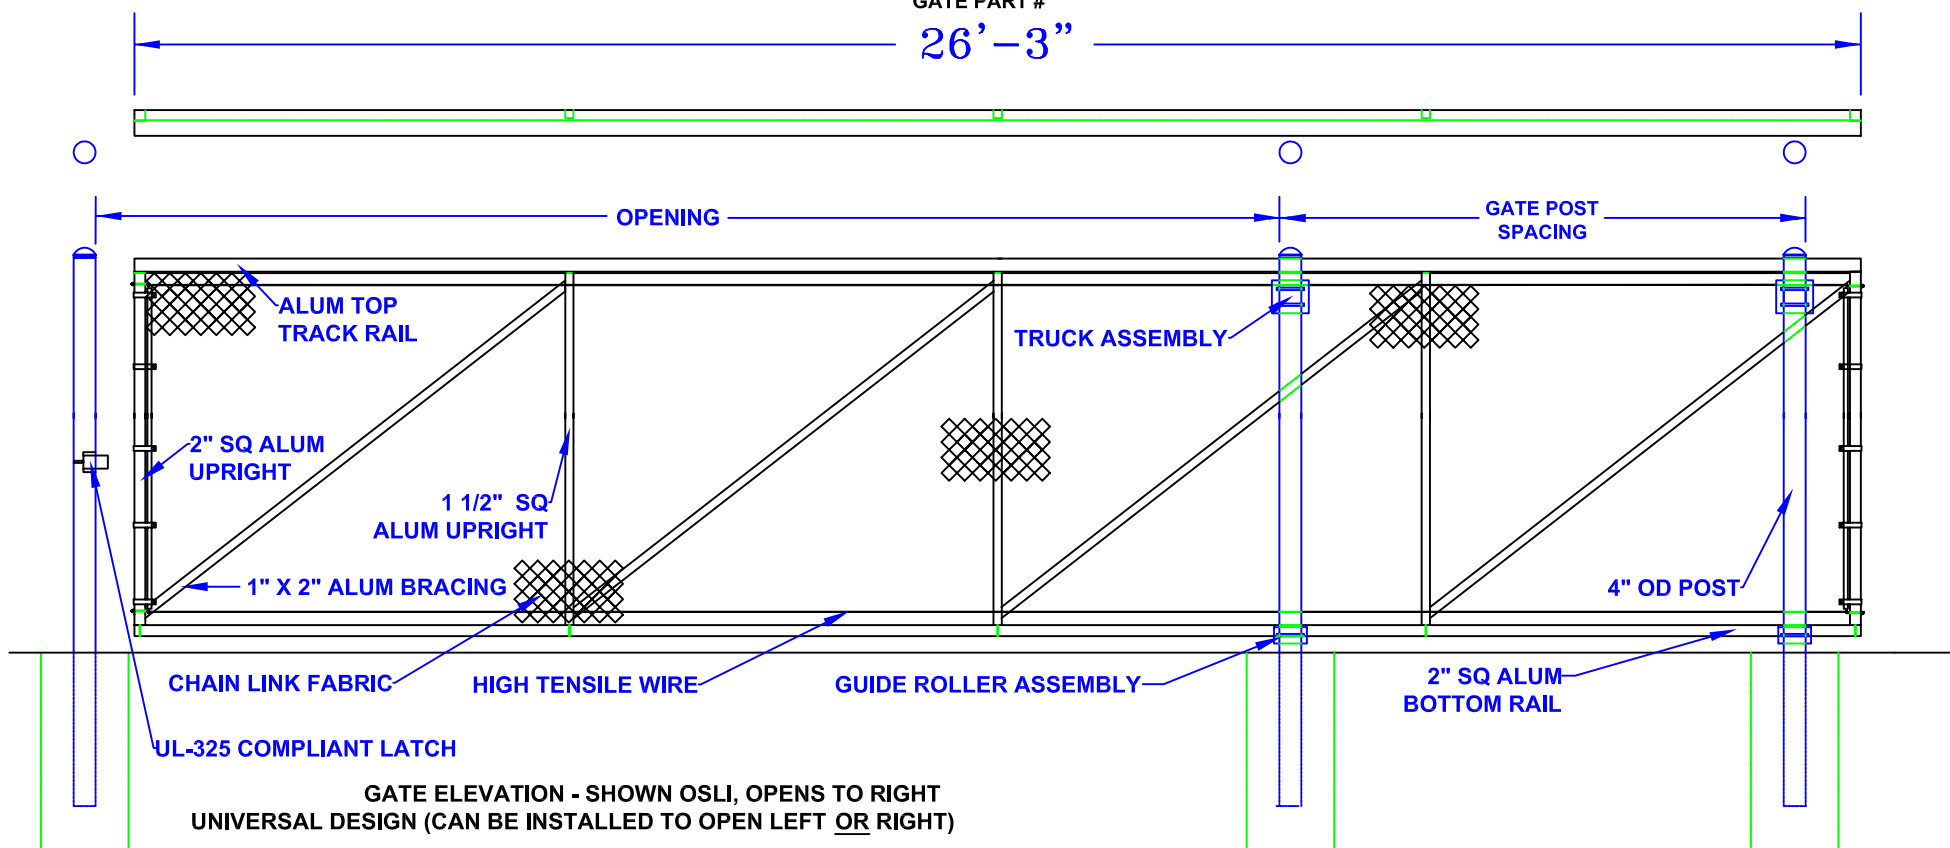 GATE PART #
26'-3"
OPENING
GATE POST
SPACING
ALUM TOP
TRACK RAIL
TRUCK ASSEMBLY
2" SQ ALUM
UPRIGHT
1 1/2" SQ
ALUM UPRIGHT
1" X 2" ALUM BRACING
4" OD POST
CHAIN LINK FABRIC
HIGH TENSILE WIRE
GUIDE ROLLER ASSEMBLY
2" SQ ALUM
BOTTOM RAIL
UL-325 COMPLIANT LATCH
GATE ELEVATION - SHOWN OSLI, OPENS TO RIGHT
UNIVERSAL DESIGN (CAN BE INSTALLED TO OPEN LEFT OR RIGHT)